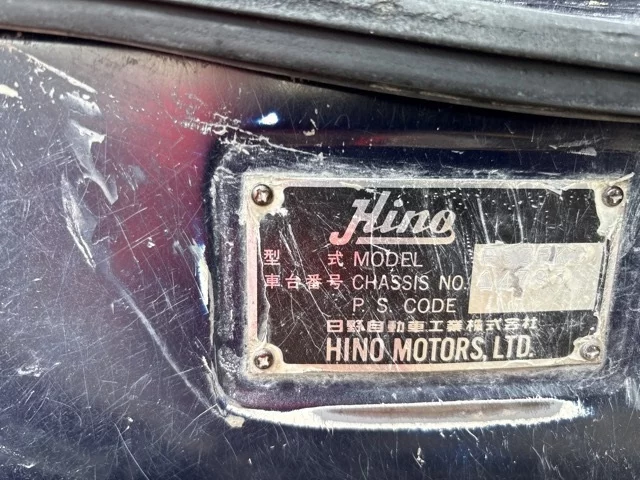 Hino
型 式 MODEL
車台番号 CHASSIS NO.
P. S. CODE
日野自動車工業株式会社
HINO MOTORS, LTD.